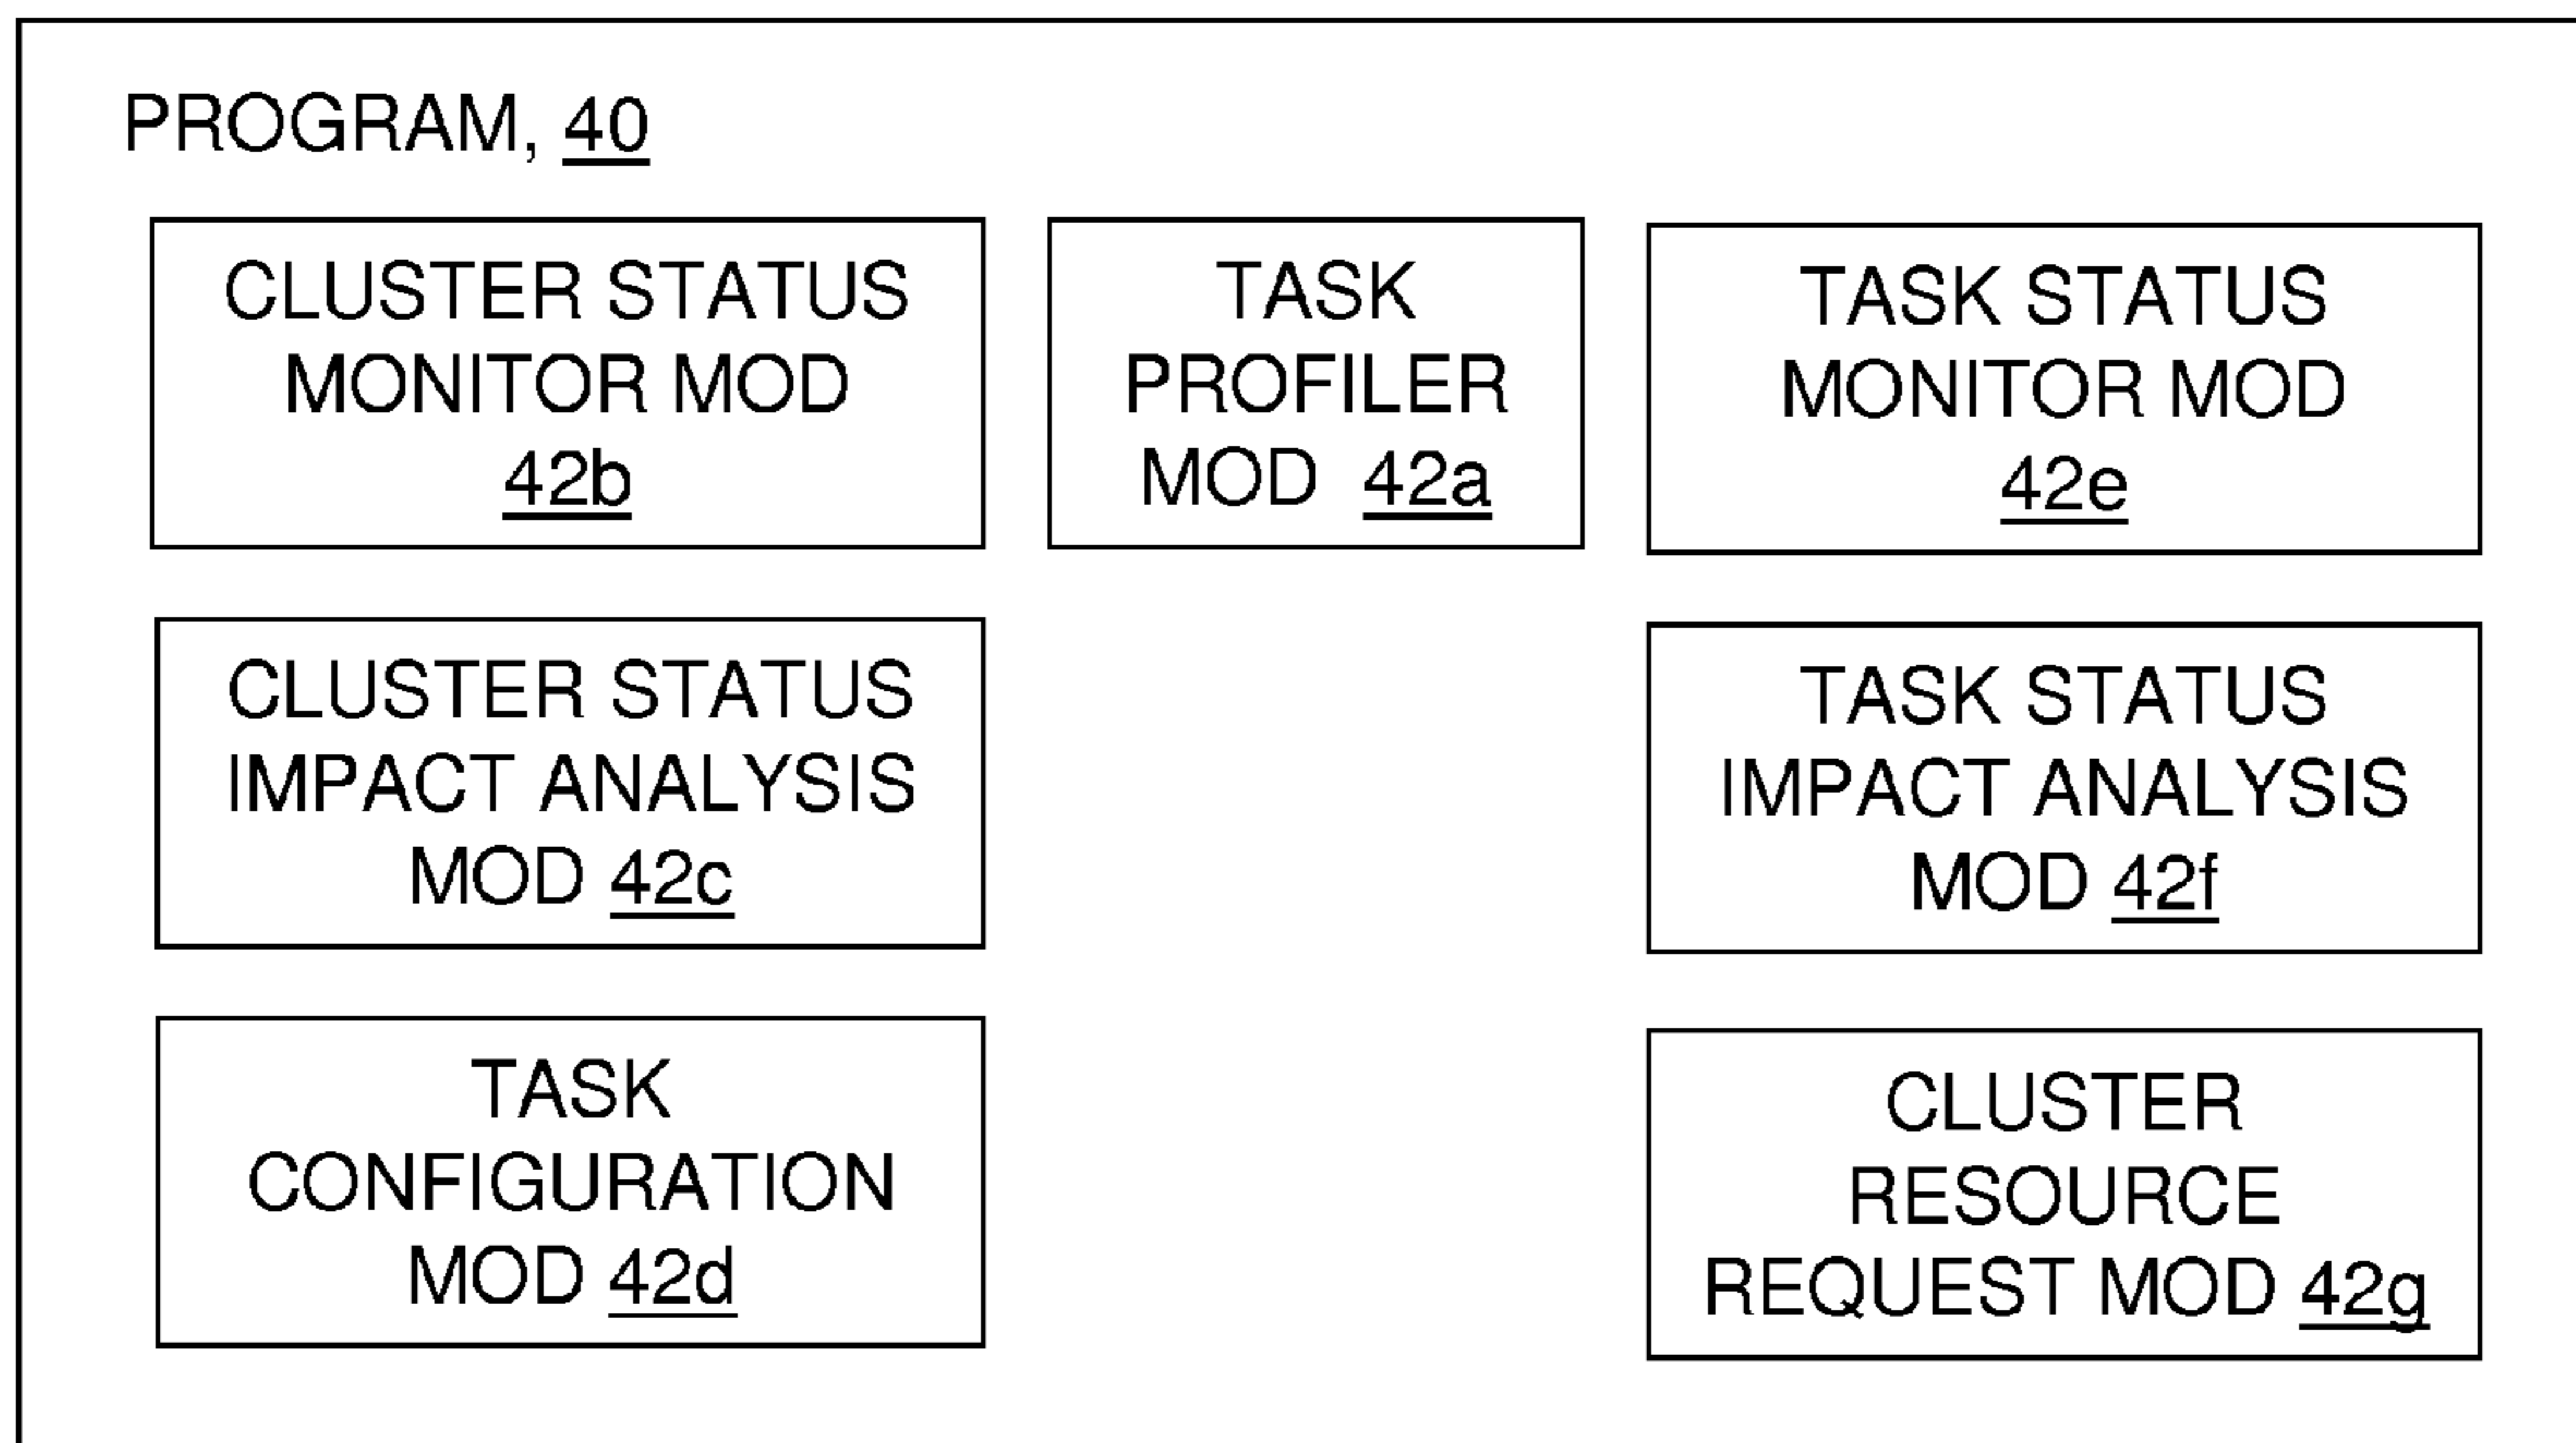 PROGRAM, 40
CLUSTER STATUS
MONITOR MOD
42b
TASK
PROFILER
MOD 42a
TASK STATUS
MONITOR MOD
42e
CLUSTER STATUS
IMPACT ANALYSIS
MOD 42c
TASK STATUS
IMPACT ANALYSIS
MOD 42f
TASK
CONFIGURATION
MOD 42d
CLUSTER
RESOURCE
REQUEST MOD 42g